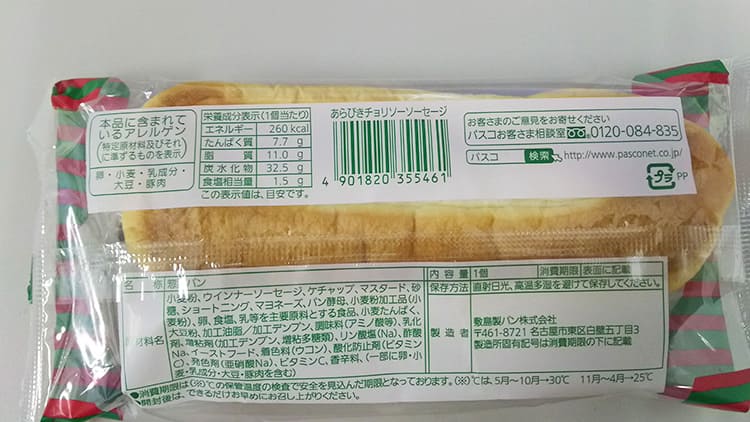 本品に含まれて
いるアレルゲン
(特定原材料及びそれ
に準ずるものを表示)
卵・小麦・乳成分・
大豆・豚肉
栄養成分表示(1個当たり)
エネルギー 260 kcal
たんぱく質 7.7 g
脂質 11.0 g
炭水化物 32.5 g
食塩相当量 1.5 g
この表示値は、目安です。
あらびきチョリソーソーセージ
4 901820 355461
お客さまのご意見をお寄せください
パスコお客さま相談室 0120-084-835
パスコ 検索 http://www.pasconet.co.jp/
プラ PP
名称 惣菜パン
小麦粉、ウインナーソーセージ、ケチャップ、マスタード、砂
糖、ショートニング、マヨネーズ、パン酵母、小麦粉加工品(小
麦粉)、卵、食塩、乳等を主要原料とする食品、小麦たんぱく、
大豆粉、加工油脂/加工デンプン、調味料(アミノ酸等)、乳化
材料名 剤、増粘剤(加工デンプン、増粘多糖類)、リン酸塩(Na)、酢酸
Na、イーストフード、着色料(ウコン)、酸化防止剤(ビタミン
C)、発色剤(亜硝酸Na)、ビタミンC、香辛料、(一部に卵・小
麦・乳成分・大豆・豚肉を含む)
内容量 1個 消費期限 表面に記載
保存方法 直射日光、高温多湿を避けて保存してください。
製造者 敷島製パン株式会社
〒461-8721 名古屋市東区白壁五丁目3
製造所固有記号は消費期限の下に記載
●消費期限は(※)℃の保管温度の検査で安全を見込んだ期限となっております。(※)℃は、5月~10月→30℃ 11月~4月→25℃
●開封後は、できるだけお早めにお召し上がりください。